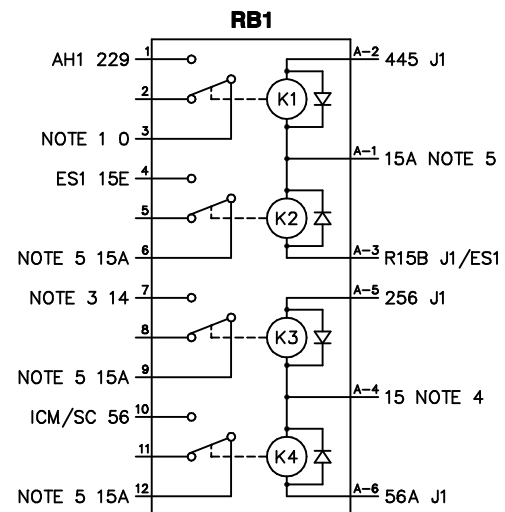 RB1
AH1 229 1 A-2 445 J1
2 K1
NOTE 1 0 3 A-1 15A NOTE 5
ES1 15E 4
5 K2
NOTE 5 15A 6 A-3 R15B J1/ES1
NOTE 3 14 7 A-5 256 J1
8 K3
NOTE 5 15A 9 A-4 15 NOTE 4
ICM/SC 56 10
11 K4
NOTE 5 15A 12 A-6 56A J1